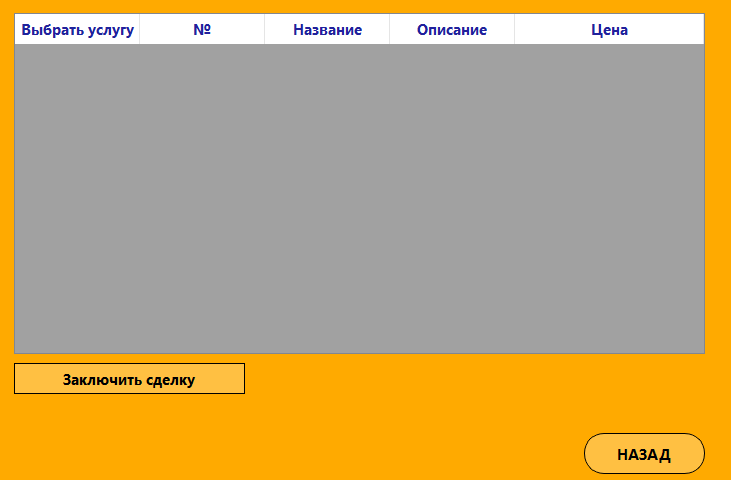 Выбрать услугу № Название Описание Цена
Заключить сделку
НАЗАД